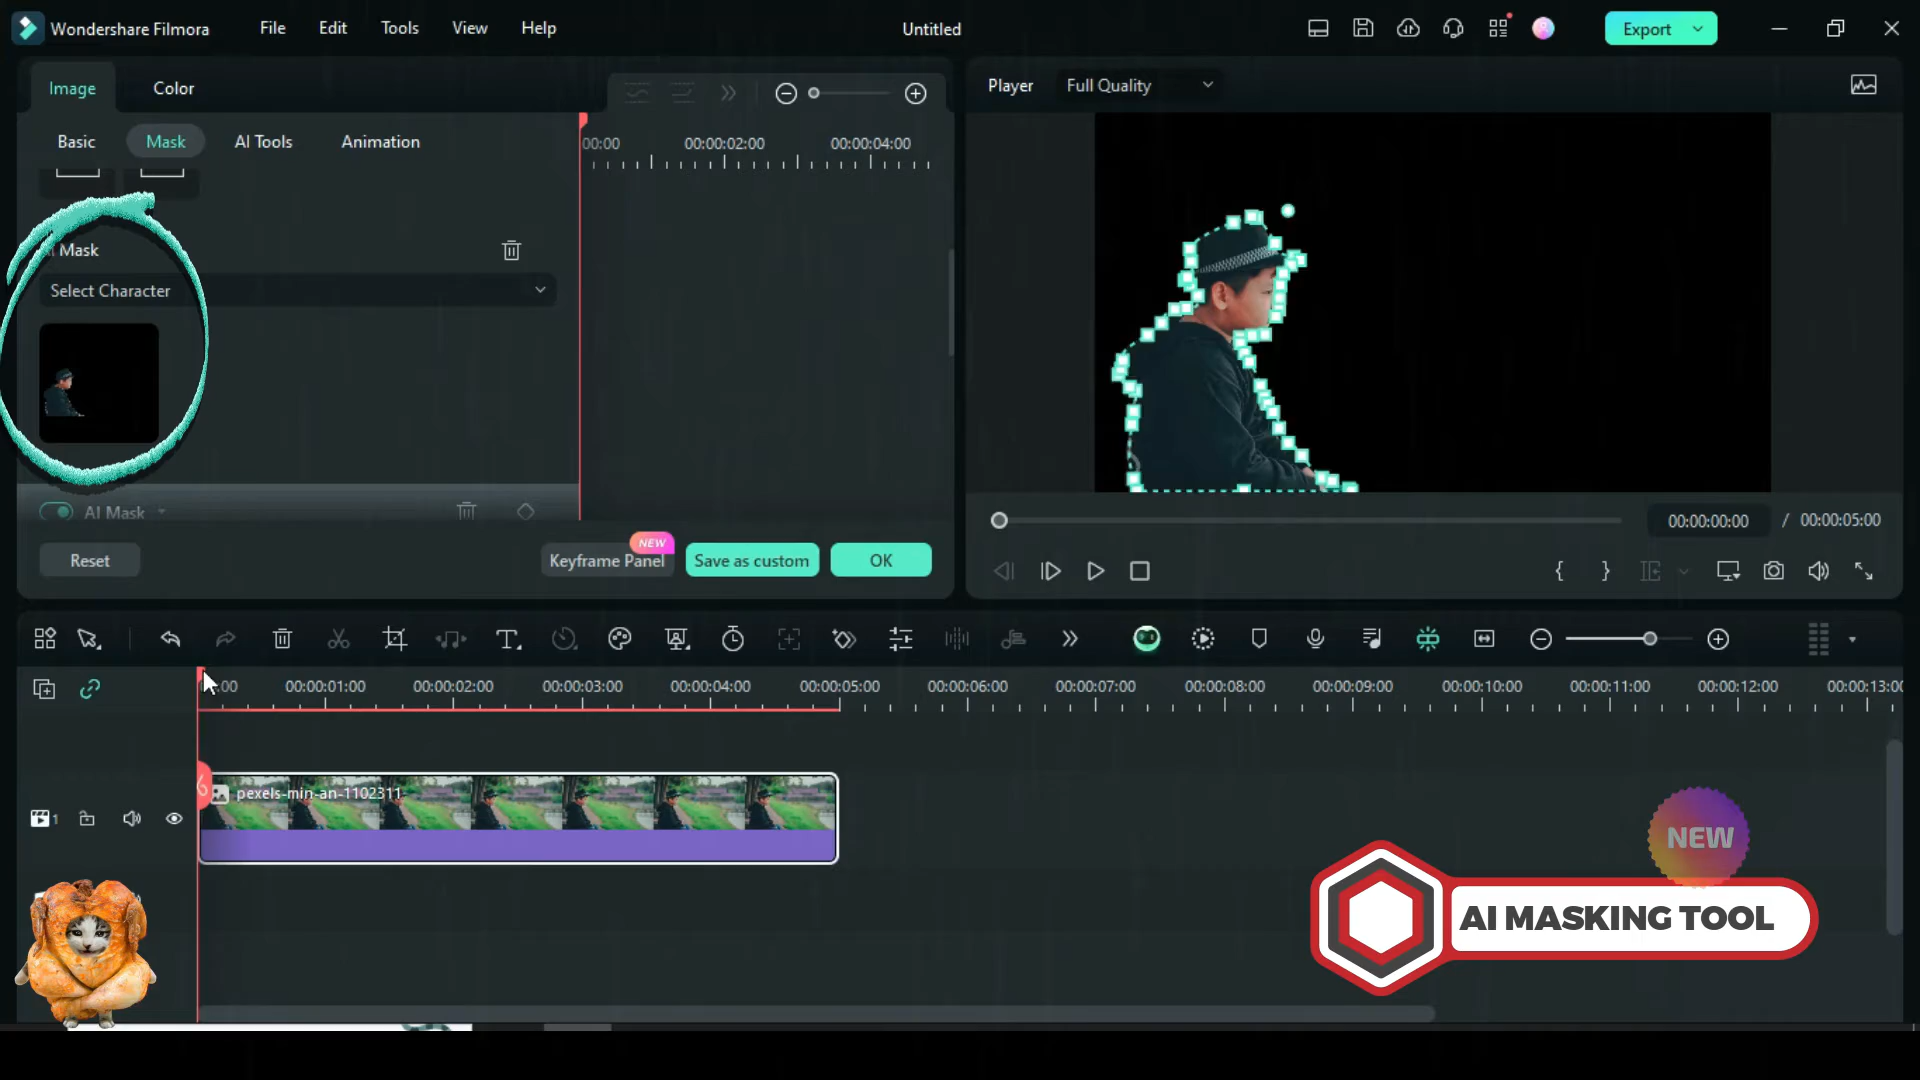 Wondershare Filmora File Edit Tools View Help Untitled Export
Image Color
Player Full Quality
Basic Mask AI Tools Animation
00:00 00:00:02:00 00:00:04:00
Mask
Select Character
AI Mask
00:00:00:00 / 00:00:05:00
NEW
Reset Keyframe Panel Save as custom OK
00:00:01:00 00:00:02:00 00:00:03:00 00:00:04:00 00:00:05:00 00:00:06:00 00:00:07:00 00:00:08:00 00:00:09:00 00:00:10:00 00:00:11:00 00:00:12:00 00:00:13:00
pexels-min-an-1102311-
1
NEW
AI MASKING TOOL